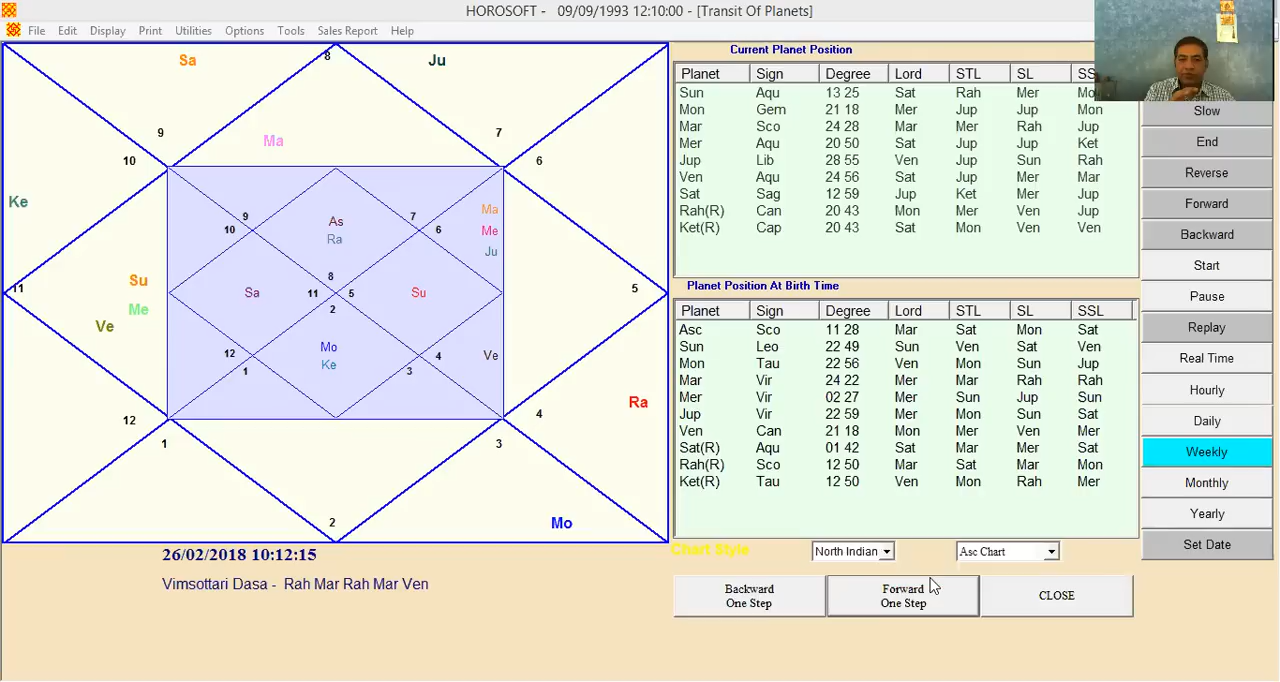 HOROSOFT - 09/09/1993 12:10:00 - [Transit Of Planets]
File Edit Display Print Utilities Options Tools Sales Report Help
Sa
8
Ju
9
Ma
7
10
6
Ke
9
As
7
Ma
10
Ra
6
Me
Ju
11
Su
Me
Ve
Sa
8
11
5
2
Su
5
12
Mo
4
Ve
1
Ke
3
Ra
12
4
1
3
2
Mo
26/02/2018 10:12:15
Vimsottari Dasa - Rah Mar Rah Mar Ven
Current Planet Position
Planet Sign Degree Lord STL SL
Sun Aqu 13 25 Sat Rah Mer
Mon Gem 21 18 Mer Jup Jup Mon
Mar Sco 24 28 Mar Mer Rah Jup
Mer Aqu 20 50 Sat Jup Jup Ket
Jup Lib 28 55 Ven Jup Sun Rah
Ven Aqu 24 56 Sat Jup Mer Mar
Sat Sag 12 59 Jup Ket Mer Jup
Rah(R) Can 20 43 Mon Mer Ven Jup
Ket(R) Cap 20 43 Sat Mon Ven Ven
Planet Position At Birth Time
Planet Sign Degree Lord STL SL SSL
Asc Sco 11 28 Mar Sat Mon Sat
Sun Leo 22 49 Sun Ven Sat Ven
Mon Tau 22 56 Ven Mon Sun Jup
Mar Vir 24 22 Mer Mar Rah Rah
Mer Vir 02 27 Mer Sun Jup Sun
Jup Vir 22 59 Mer Mon Sun Sat
Ven Can 21 18 Mon Mer Ven Mer
Sat(R) Aqu 01 42 Sat Mar Mer Sat
Rah(R) Sco 12 50 Mar Sat Mar Mon
Ket(R) Tau 12 50 Ven Mon Rah Mer
Chart Style
North Indian
Asc Chart
Backward
One Step
Forward
One Step
CLOSE
Slow
End
Reverse
Forward
Backward
Start
Pause
Replay
Real Time
Hourly
Daily
Weekly
Monthly
Yearly
Set Date